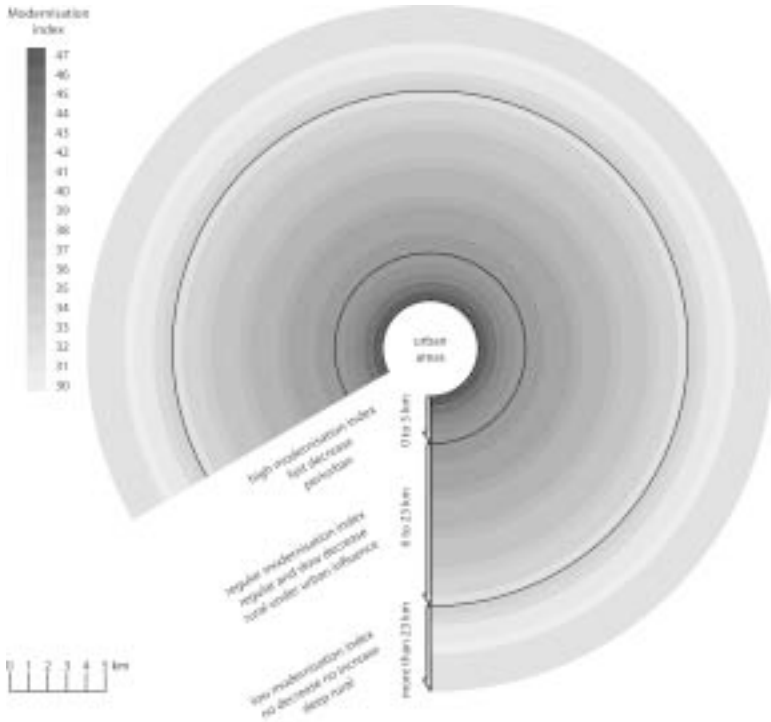 Modernisation
index
47
46
45
44
43
42
41
40
39
38
37
36
35
34
33
32
31
30
urban
areas
0 to 5 km
high modernisation index
fast decrease
periurban
6 to 23 km
regular modernisation index
regular and slow decrease
rural under urban influence
more than 23 km
low modernisation index
no decrease no increase
deep rural
0 1 2 3 4 5 km